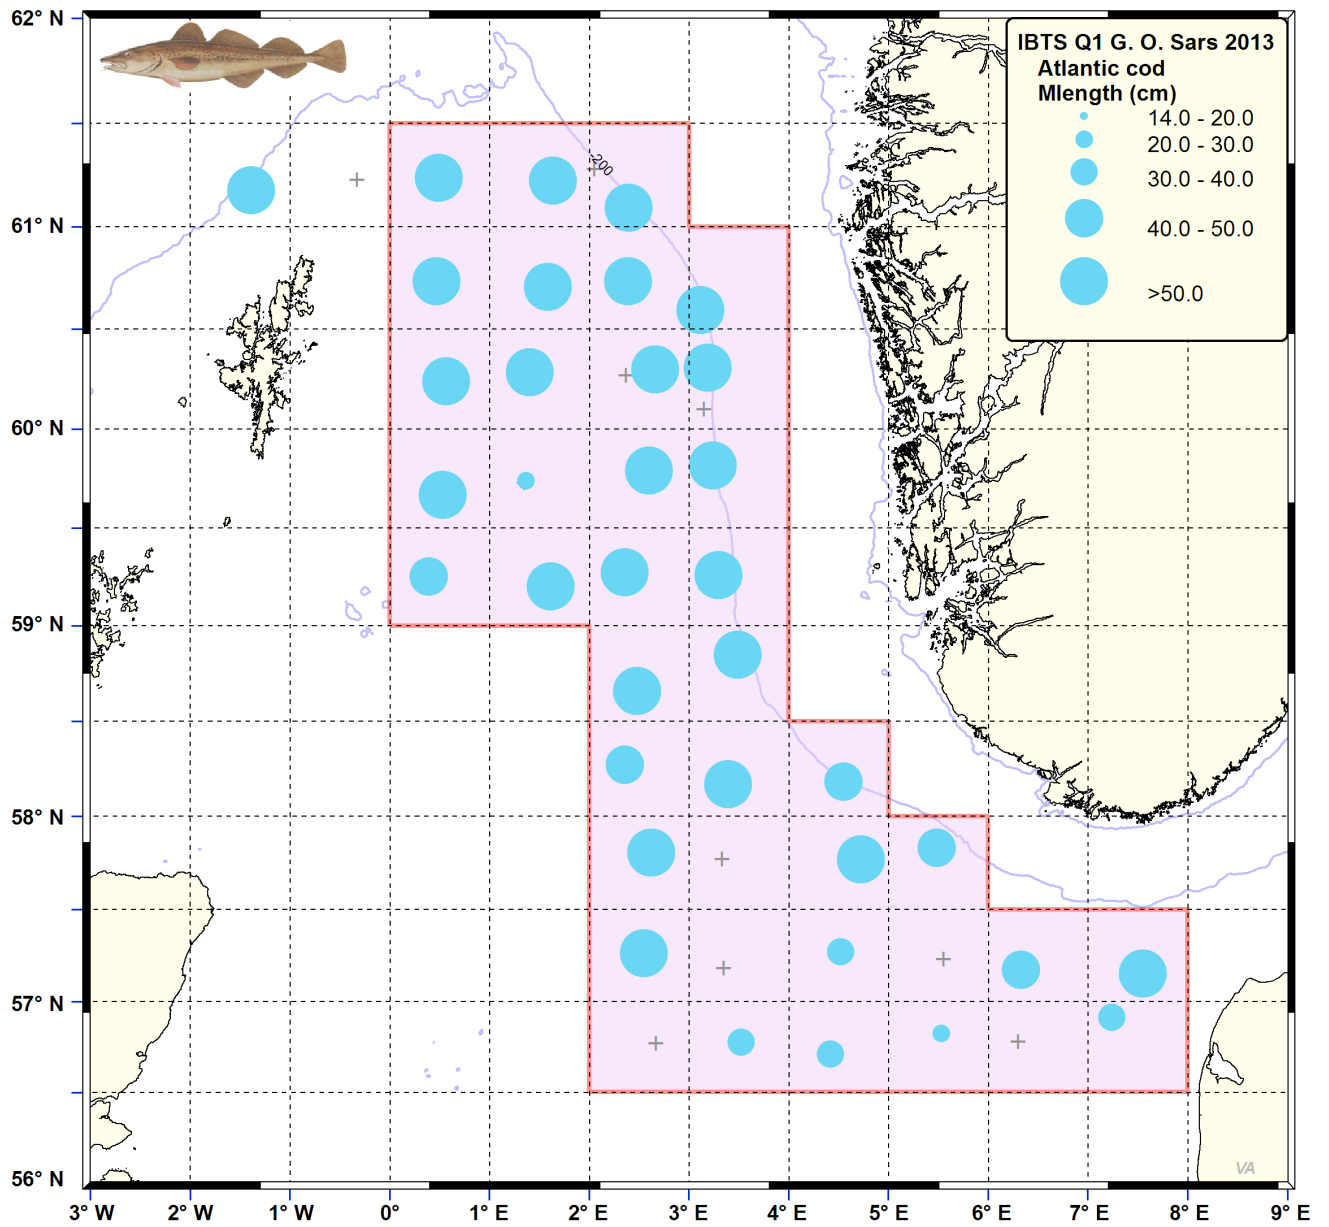 62° N
61° N
60° N
59° N
58° N
57° N
56° N
IBTS Q1 G. O. Sars 2013
Atlantic cod
Mlength (cm)
14.0 - 20.0
20.0 - 30.0
30.0 - 40.0
40.0 - 50.0
>50.0
-200
VA
3° W 2° W 1° W 0° 1° E 2° E 3° E 4° E 5° E 6° E 7° E 8° E 9° E